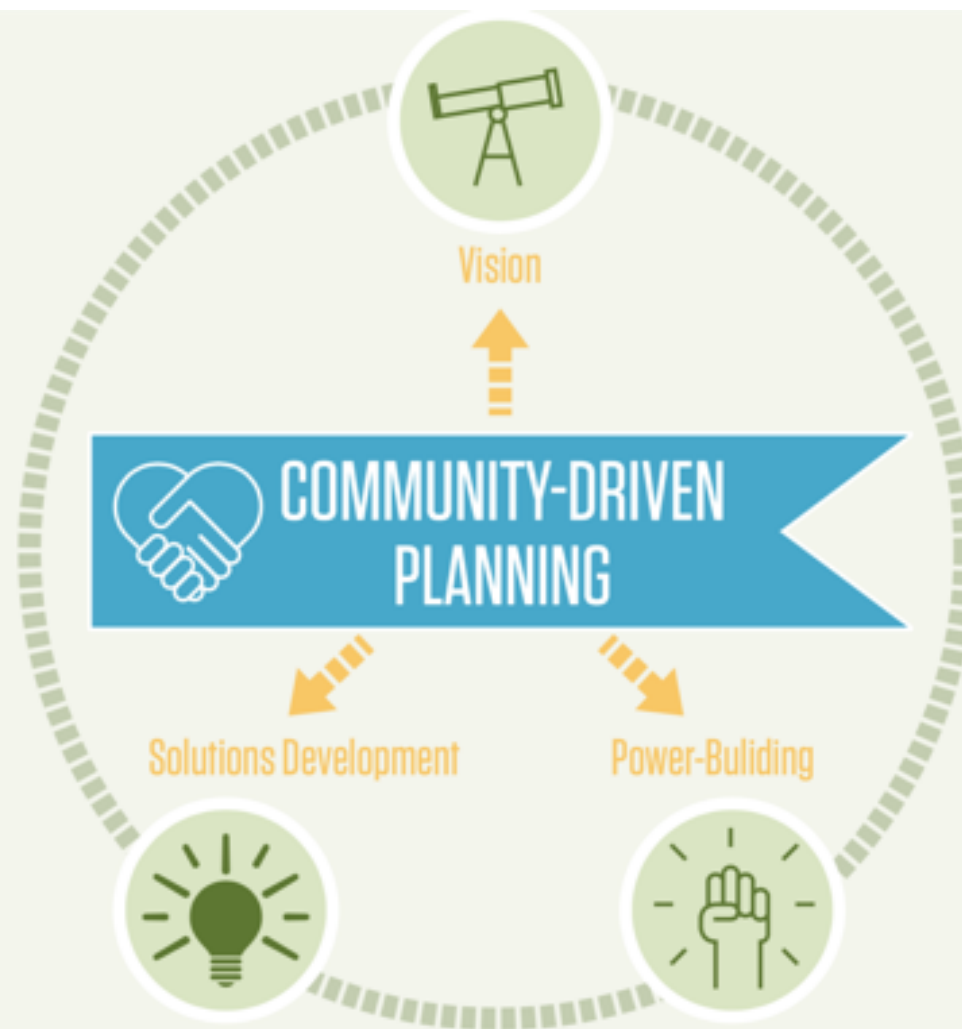 Vision
COMMUNITY-DRIVEN
PLANNING
Solutions Development
Power-Buliding